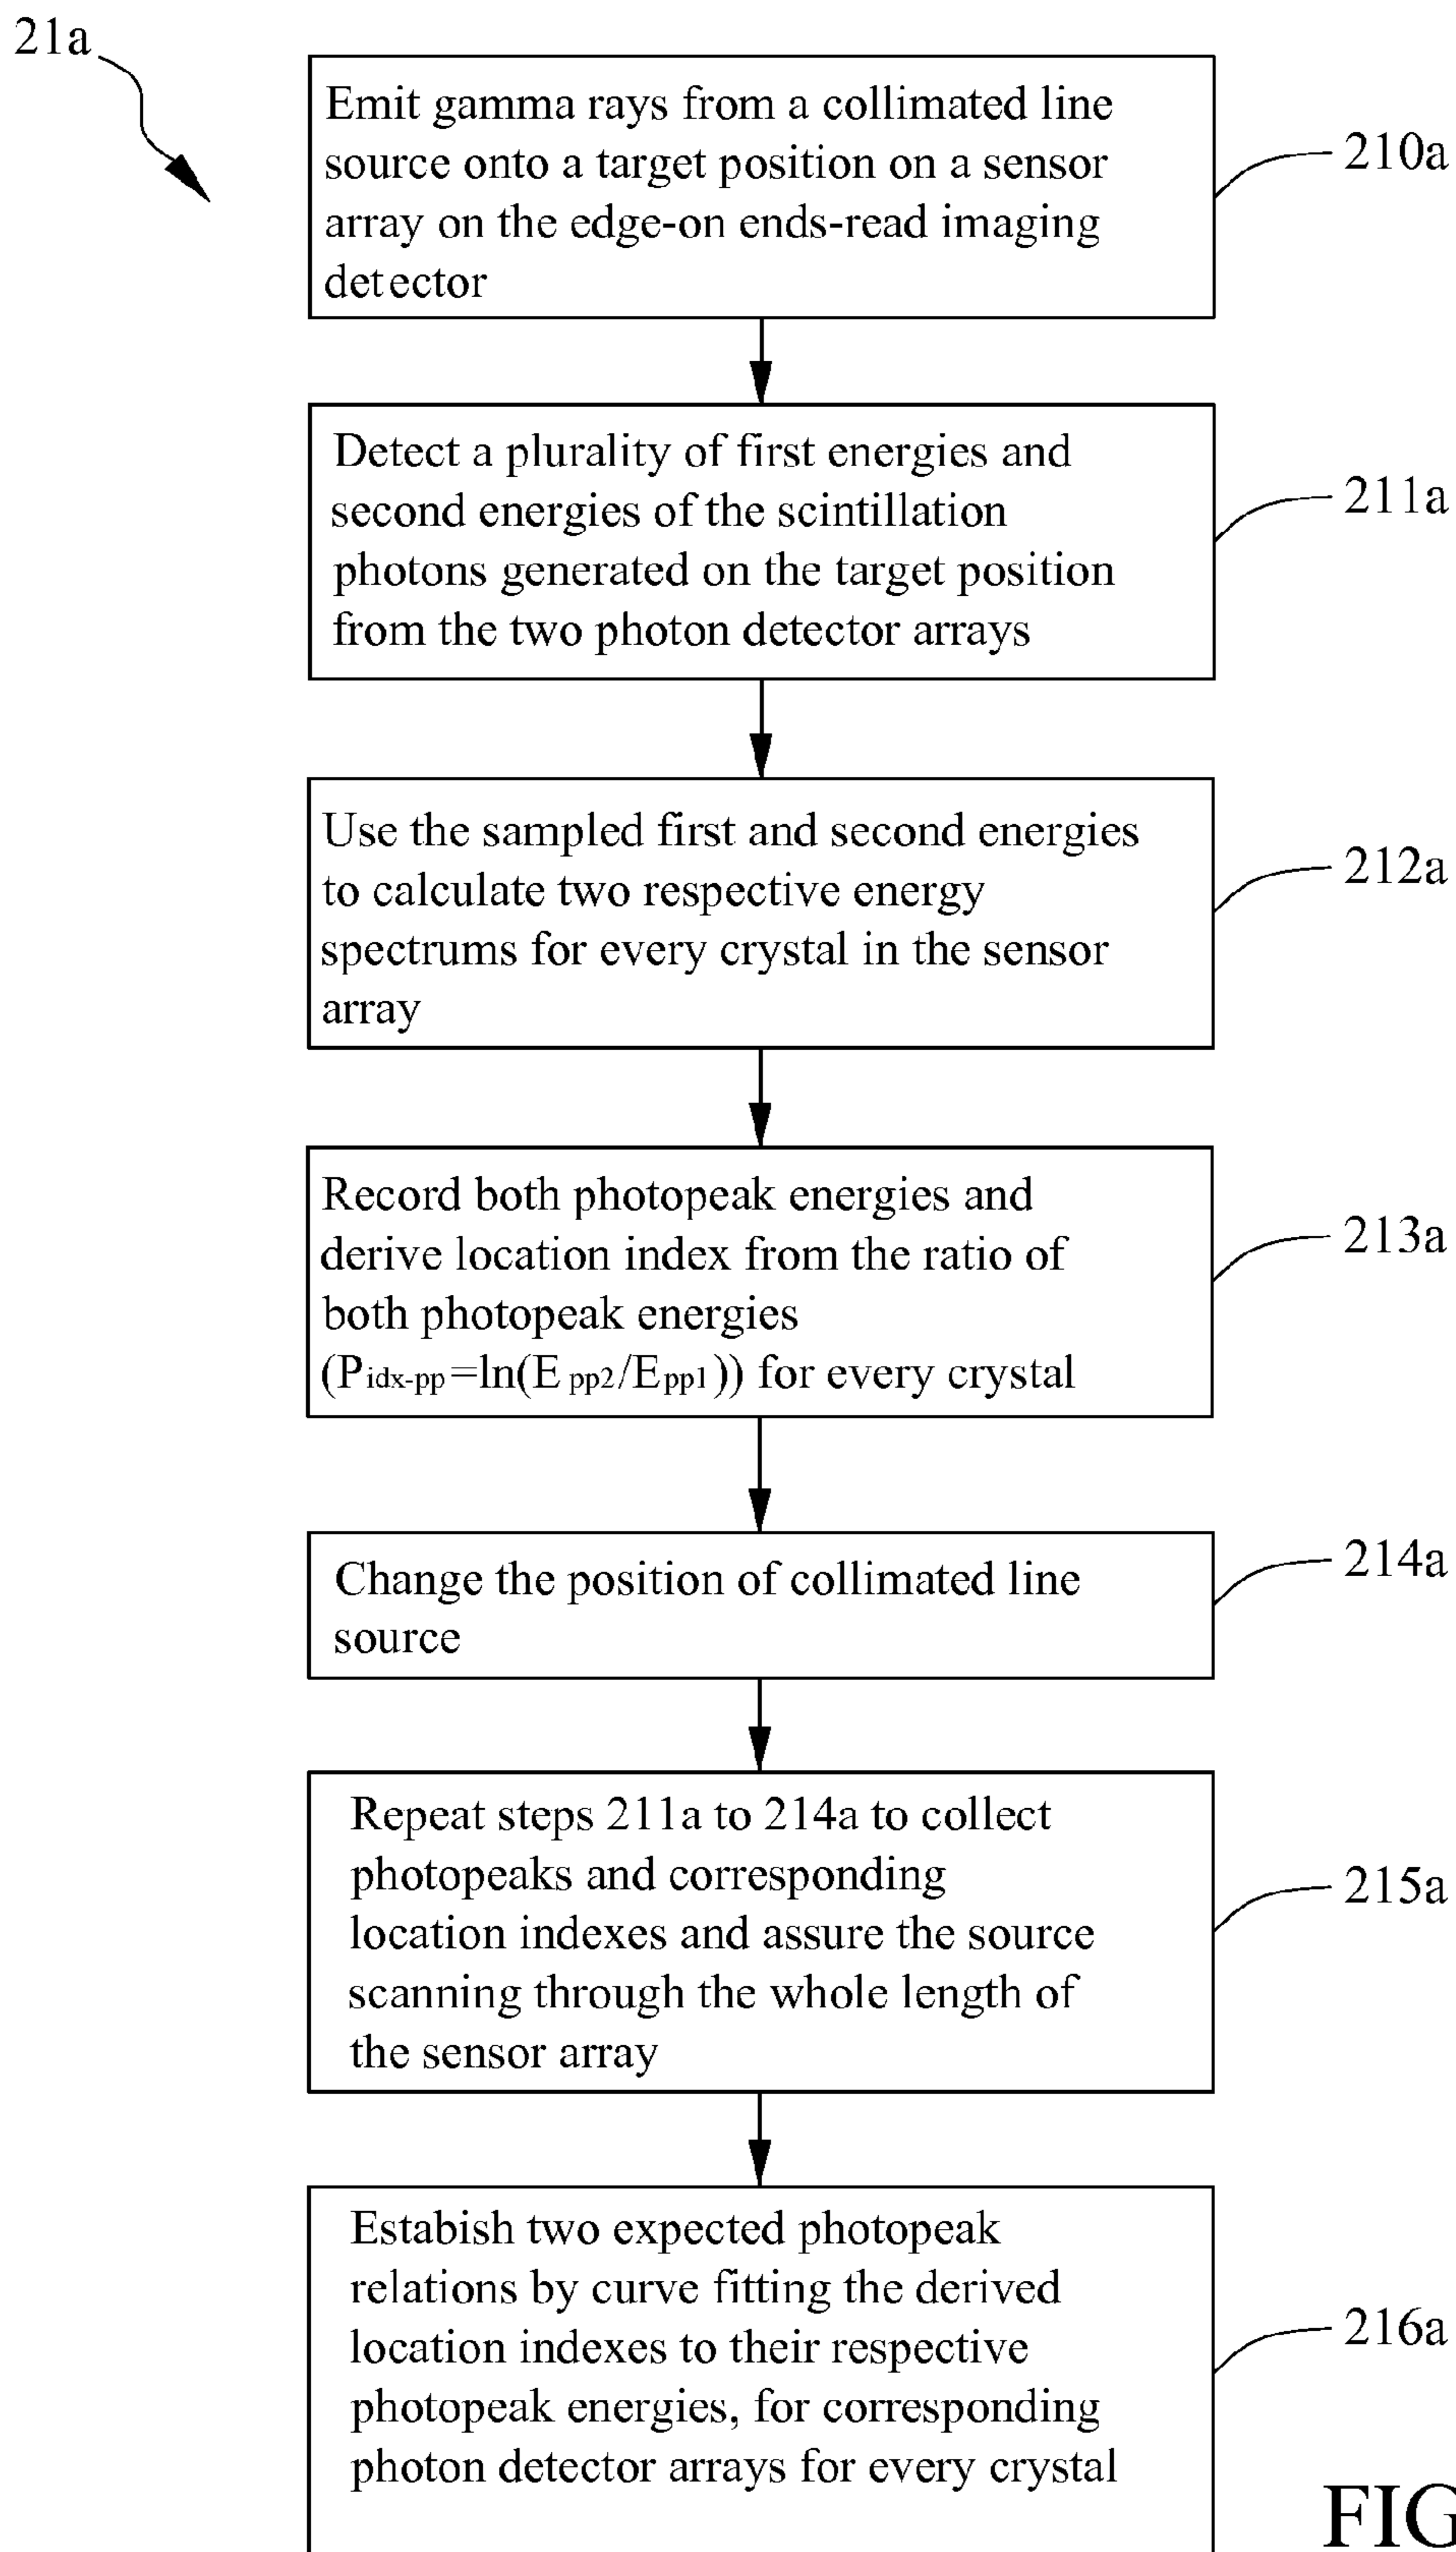 21a
Emit gamma rays from a collimated line
source onto a target position on a sensor
array on the edge-on ends-read imaging
detector
210a
Detect a plurality of first energies and
second energies of the scintillation
photons generated on the target position
from the two photon detector arrays
211a
Use the sampled first and second energies
to calculate two respective energy
spectrums for every crystal in the sensor
array
212a
Record both photopeak energies and
derive location index from the ratio of
both photopeak energies
(Pidx-pp=ln(Epp2/Epp1)) for every crystal
213a
Change the position of collimated line
source
214a
Repeat steps 211a to 214a to collect
photopeaks and corresponding
location indexes and assure the source
scanning through the whole length of
the sensor array
215a
Estabish two expected photopeak
relations by curve fitting the derived
location indexes to their respective
photopeak energies, for corresponding
photon detector arrays for every crystal
216a
FIG